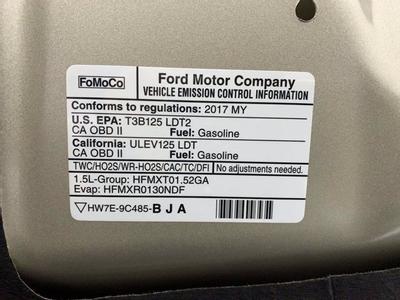 FoMoCo
Ford Motor Company
VEHICLE EMISSION CONTROL INFORMATION
Conforms to regulations: 2017 MY
U.S. EPA: T3B125 LDT2
CA OBD II Fuel: Gasoline
California: ULEV125 LDT
CA OBD II Fuel: Gasoline
TWC/HO2S/WR-HO2S/CAC/TC/DFI No adjustments needed.
1.5L-Group: HFMXT01.52GA
Evap: HFMXR0130NDF
HW7E-9C485-BJA